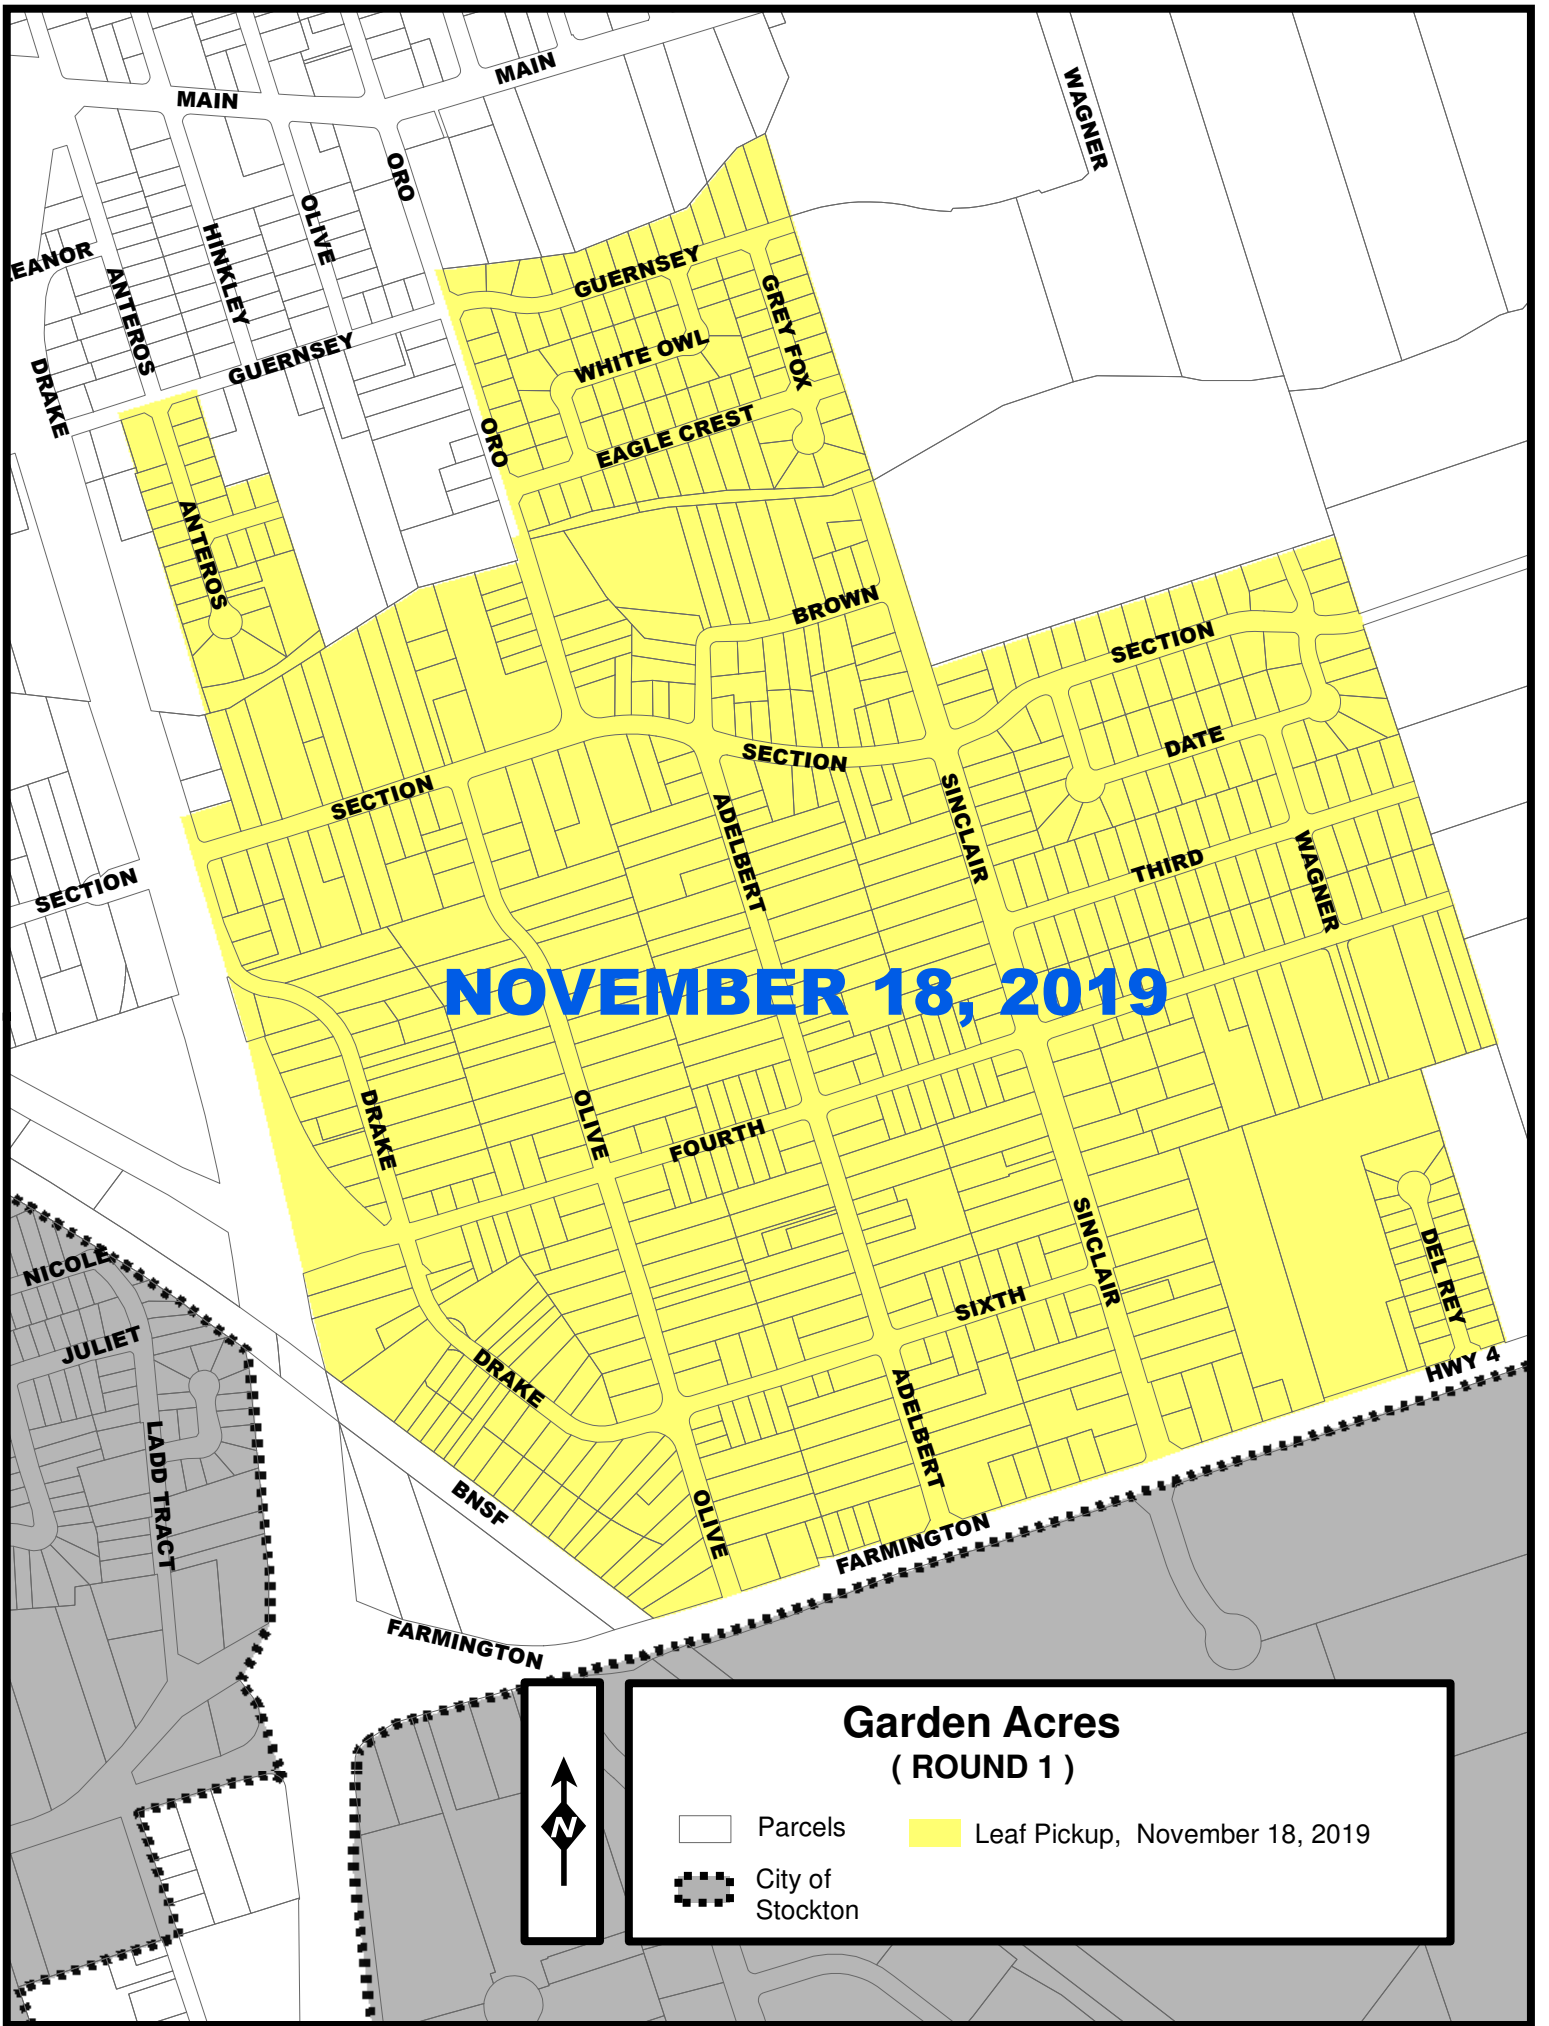 MAIN
MAIN
WAGNER
ORO
OLIVE
HINKLEY
EANOR
ANTEROS
GUERNSEY
GREY FOX
WHITE OWL
GUERNSEY
DRAKE
EAGLE CREST
ORO
ANTEROS
BROWN
SECTION
DATE
SECTION
SECTION
SINCLAIR
ADELBERT
THIRD
WAGNER
SECTION
NOVEMBER 18, 2019
DRAKE
OLIVE
FOURTH
SINCLAIR
DEL REY
NICOLE
SIXTH
JULIET
DRAKE
HWY 4
ADELBERT
LADD TRACT
BNSF
OLIVE
FARMINGTON
FARMINGTON
Garden Acres
( ROUND 1 )
Parcels
Leaf Pickup, November 18, 2019
City of
Stockton
N